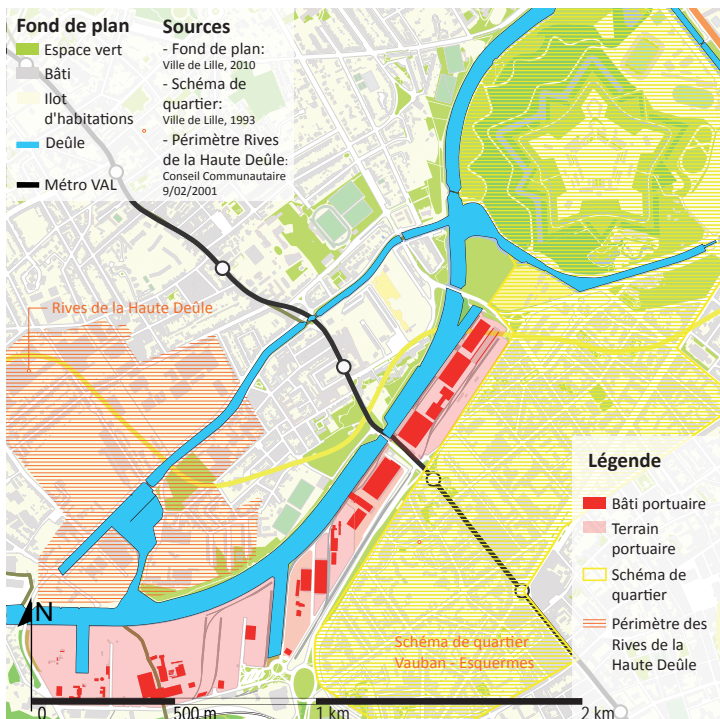 Fond de plan
Espace vert
Bâti
Ilot
d'habitations
Deûle
Métro VAL
Sources
- Fond de plan:
Ville de Lille, 2010
- Schéma de
quartier:
Ville de Lille, 1993
- Périmètre Rives
de la Haute Deûle:
Conseil Communautaire
9/02/2001
Rives de la Haute Deûle
Légende
Bâti portuaire
Terrain
portuaire
Schéma de
quartier
Périmètre des
Rives de la
Haute Deûle
Schéma de quartier
Vauban - Esquermes
N
0
500 m
1 km
2 km